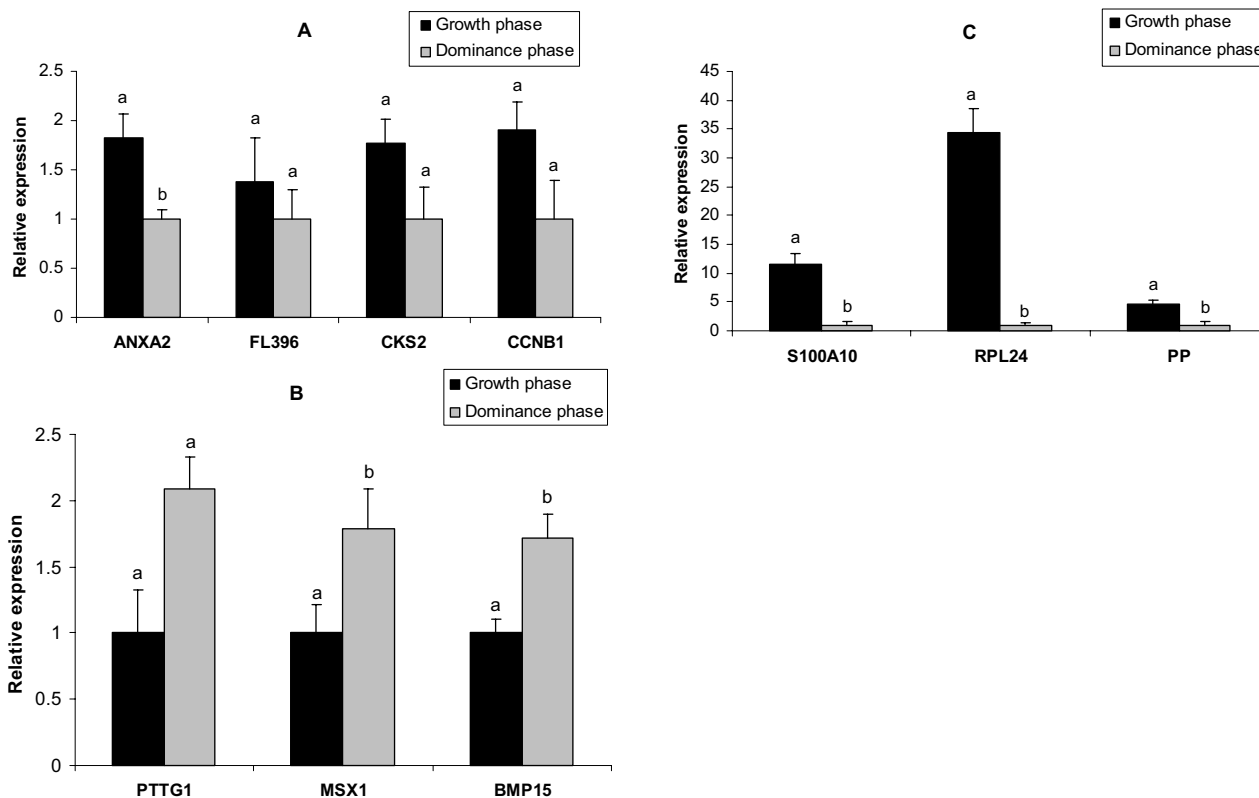 A
Growth phase
Dominance phase
Relative expression
2.5
2
1.5
1
0.5
0
a
b
a
a
a
a
a
a
ANXA2
FL396
CKS2
CCNB1
B
Growth phase
Dominance phase
Relative expression
2.5
2
1.5
1
0.5
0
a
a
a
b
a
b
PTTG1
MSX1
BMP15
C
Growth phase
Dominance phase
Relative expression
45
40
35
30
25
20
15
10
5
0
a
b
a
b
a
b
S100A10
RPL24
PP